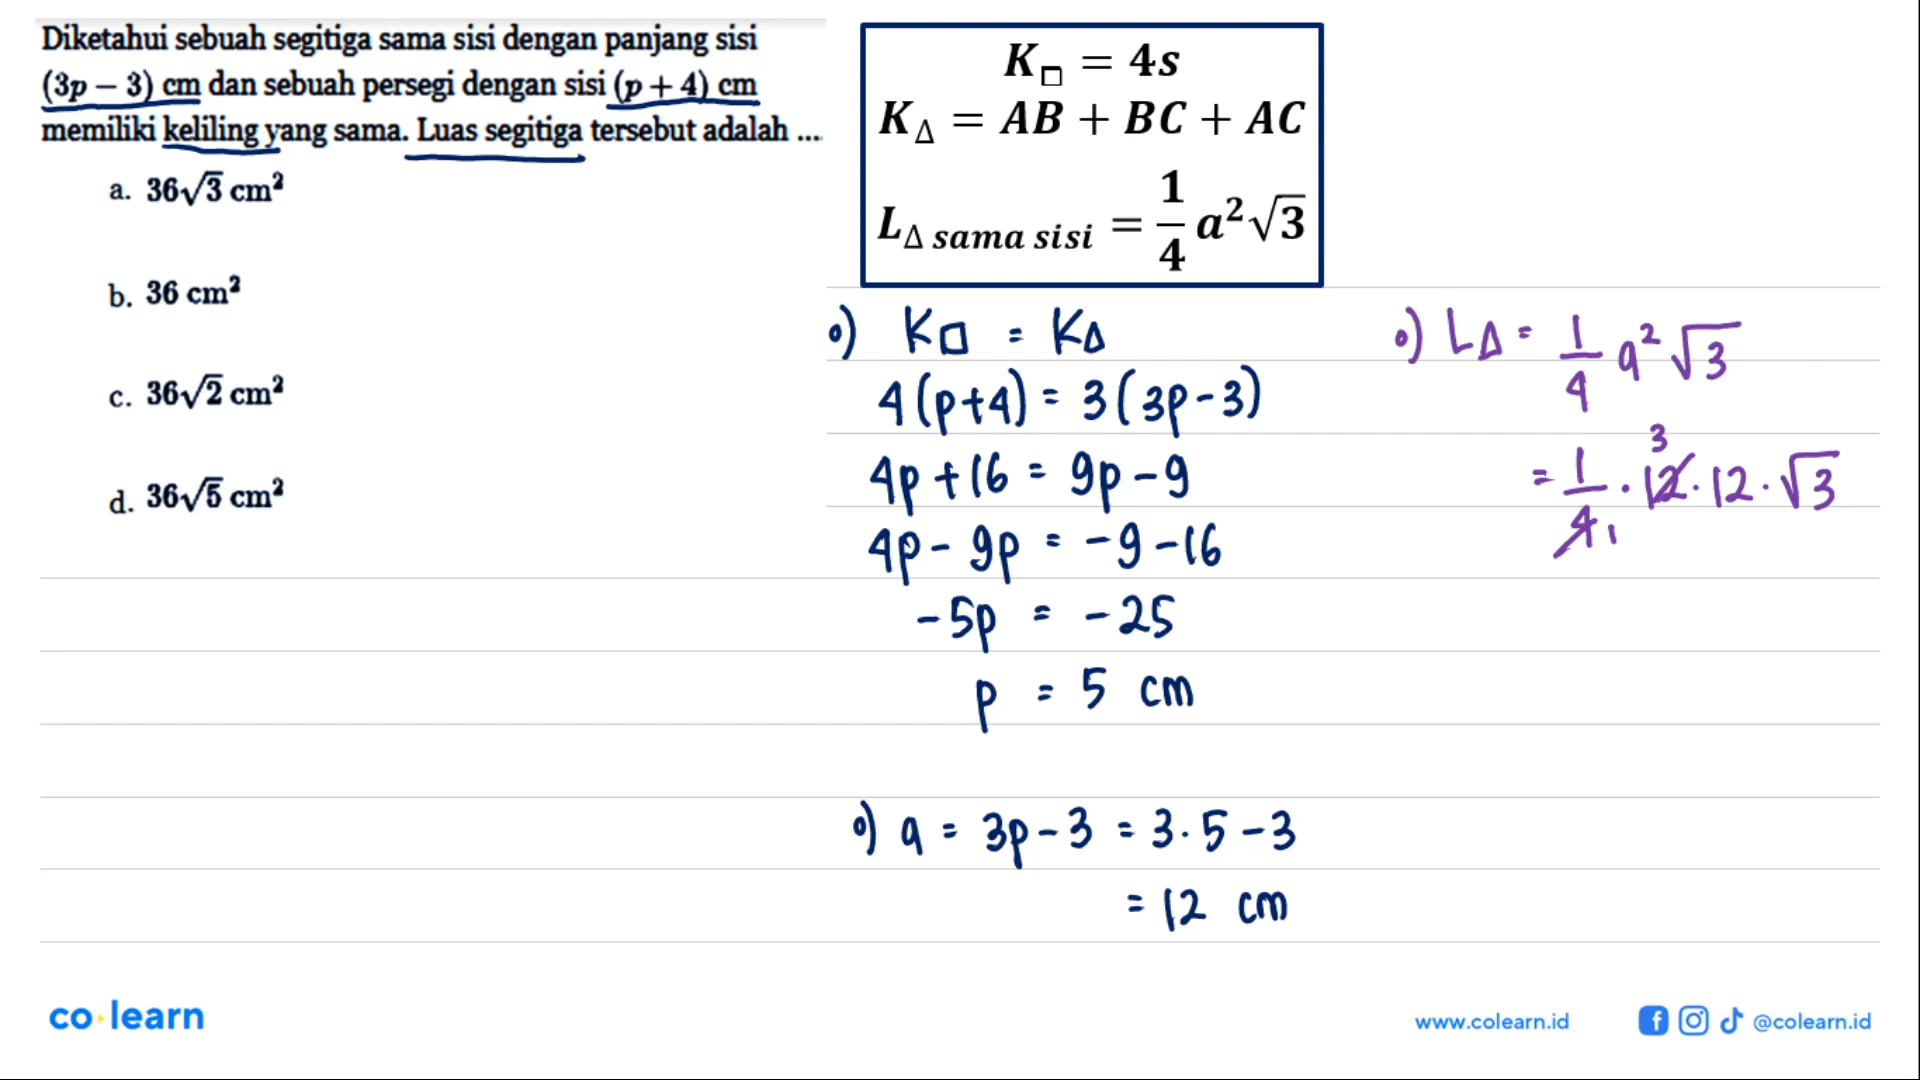 Diketahui sebuah segitiga sama sisi dengan panjang sisi
(3p − 3) cm dan sebuah persegi dengan sisi (p + 4) cm
memiliki keliling yang sama. Luas segitiga tersebut adalah ....
a. 36√3 cm²
b. 36 cm²
c. 36√2 cm²
d. 36√5 cm²
K□ = 4s
K∆ = AB + BC + AC
L∆ sama sisi = 1/4 a²√3
o) K□ = K∆
4(p+4) = 3(3p-3)
4p+16 = 9p-9
4p-9p = -9-16
-5p = -25
p = 5 cm
o) a = 3p-3 = 3.5-3
= 12 cm
o) L∆ = 1/4 a² √3
3
= 1/4 1 . 12 . 12 . √3
co learn
www.colearn.id
@colearn.id